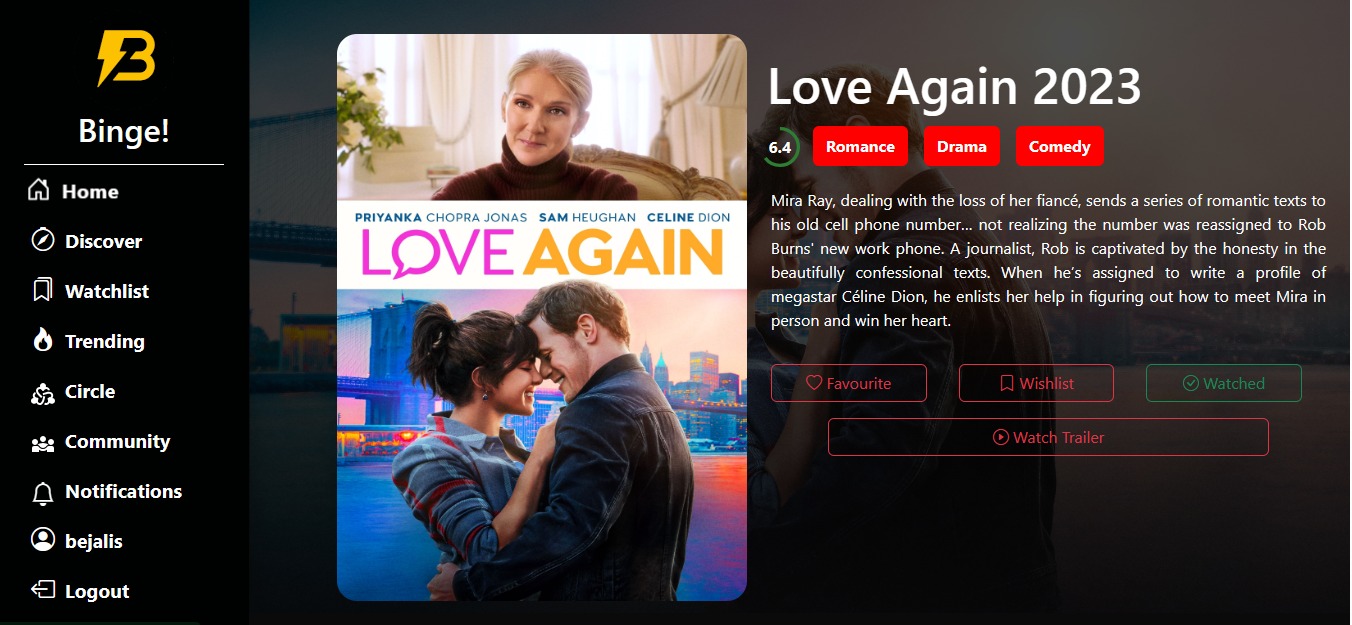 B
Binge!
Home
Discover
Watchlist
Trending
Circle
Community
Notifications
bejalis
Logout
PRIYANKA CHOPRA JONAS SAM HEUGHAN CELINE DION
LOVE AGAIN
Love Again 2023
6.4 Romance Drama Comedy
Mira Ray, dealing with the loss of her fiancé, sends a series of romantic texts to
his old cell phone number... not realizing the number was reassigned to Rob
Burns' new work phone. A journalist, Rob is captivated by the honesty in the
beautifully confessional texts. When he’s assigned to write a profile of
megastar Céline Dion, he enlists her help in figuring out how to meet Mira in
person and win her heart.
Favourite Wishlist Watched
Watch Trailer